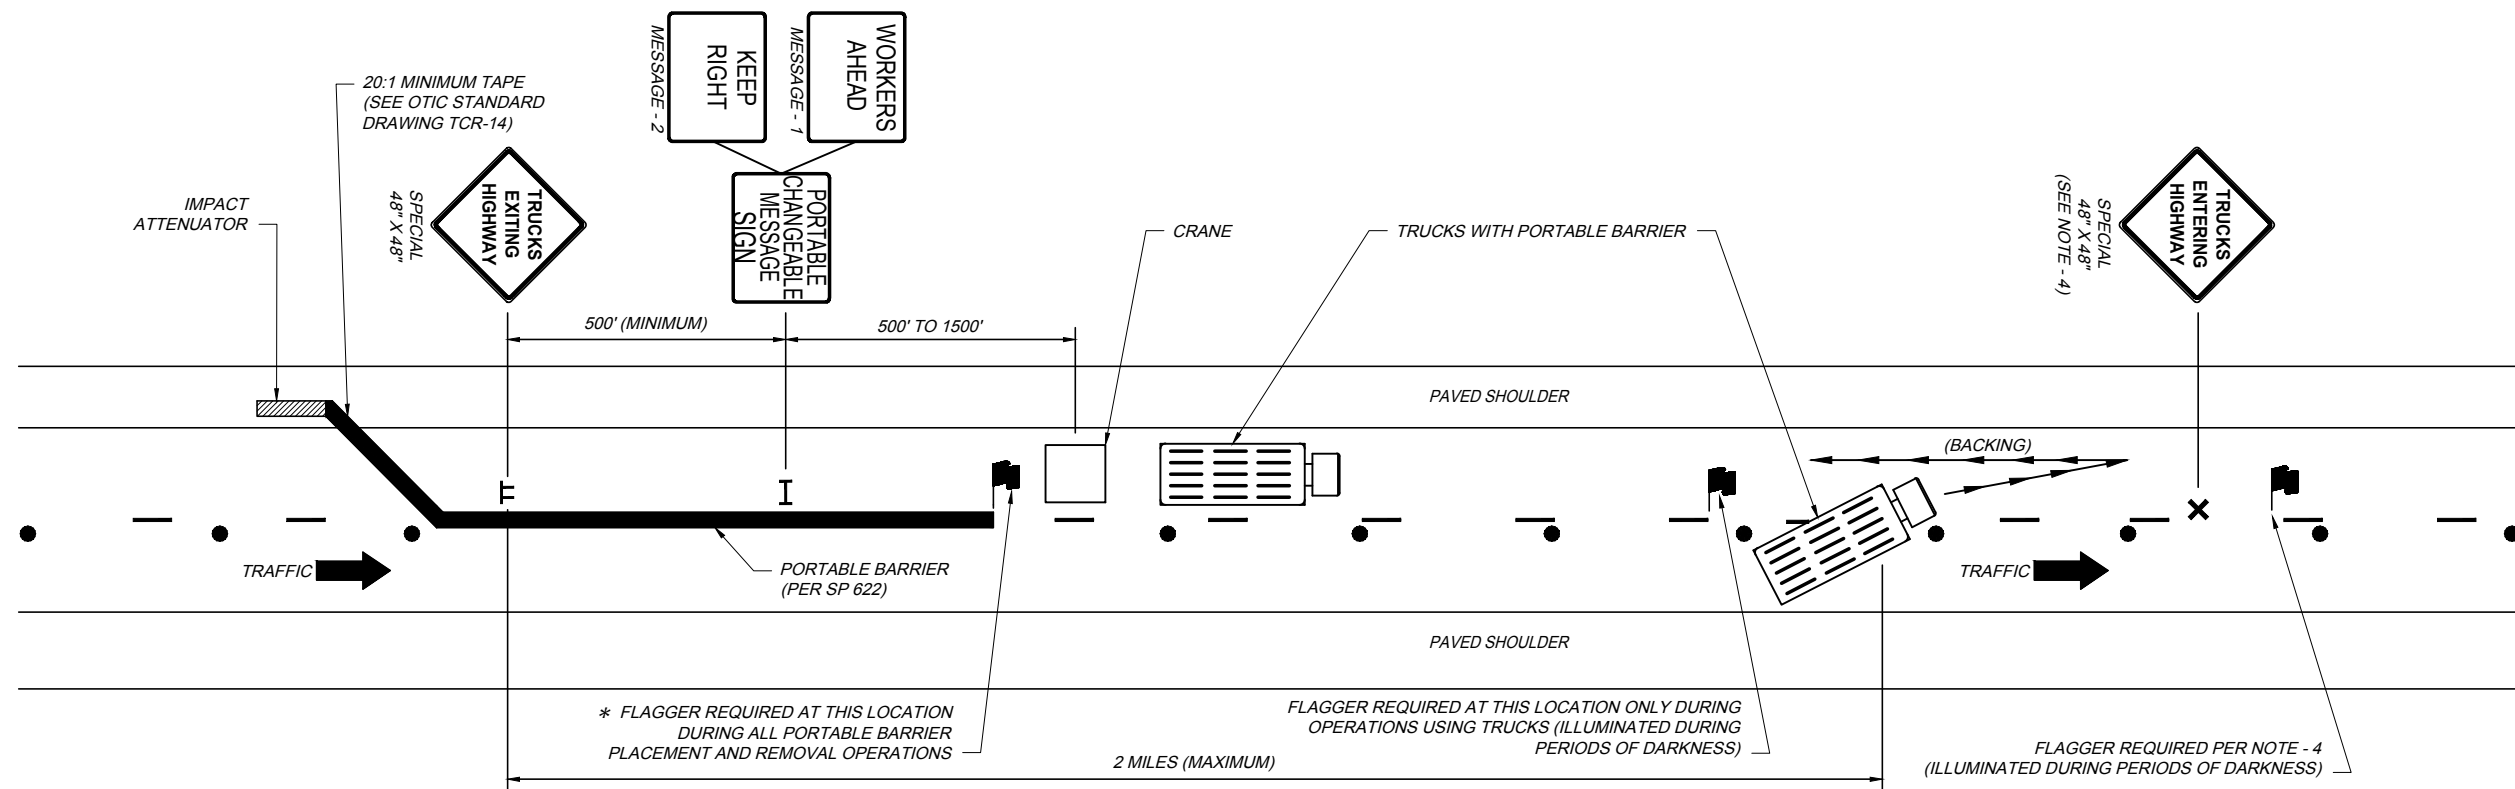 WORKERS
AHEAD
MESSAGE - 1
KEEP
RIGHT
MESSAGE - 2
20:1 MINIMUM TAPE
(SEE OTIC STANDARD
DRAWING TCR-14)
IMPACT
ATTENUATOR
TRUCKS
EXITING
HIGHWAY
SPECIAL
48" X 48"
PORTABLE
CHANGEABLE
MESSAGE
SIGN
CRANE
TRUCKS WITH PORTABLE BARRIER
TRUCKS
ENTERING
HIGHWAY
SPECIAL
48" X 48"
(SEE NOTE - 4)
500' (MINIMUM)
500' TO 1500'
PAVED SHOULDER
(BACKING)
TRAFFIC
PORTABLE BARRIER
(PER SP 622)
TRAFFIC
PAVED SHOULDER
* FLAGGER REQUIRED AT THIS LOCATION
DURING ALL PORTABLE BARRIER
PLACEMENT AND REMOVAL OPERATIONS
FLAGGER REQUIRED AT THIS LOCATION ONLY DURING
OPERATIONS USING TRUCKS (ILLUMINATED DURING
PERIODS OF DARKNESS)
FLAGGER REQUIRED PER NOTE - 4
(ILLUMINATED DURING PERIODS OF DARKNESS)
2 MILES (MAXIMUM)